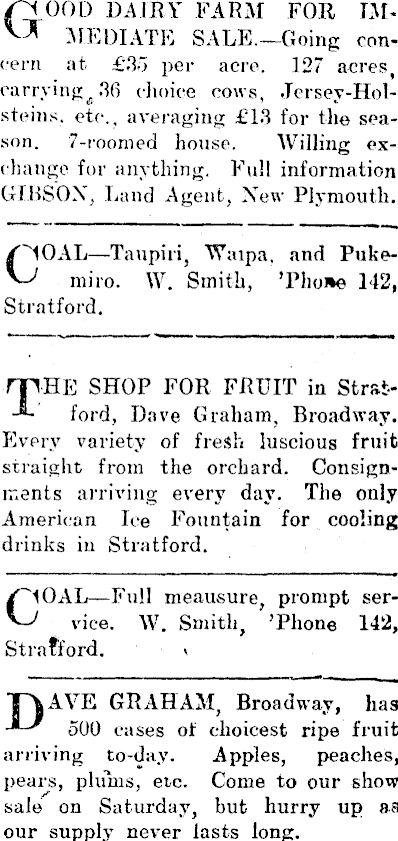 GOOD DAIRY FARM FOR IM-
MEDIATE SALE.—Going con-
cern at £35 per acre. 127 acres,
carrying 36 choice cows, Jersey-Hol-
steins, etc., averaging £13 for the sea-
son. 7-roomed house. Willing ex-
change for anything. Full information
GIBSON, Land Agent, New Plymouth.
COAL—Taupiri, Waipa, and Puke-
miro. W. Smith, 'Phone 142,
Stratford.
THE SHOP FOR FRUIT in Strat-
ford, Dave Graham, Broadway.
Every variety of fresh luscious fruit
straight from the orchard. Consign-
ments arriving every day. The only
American Ice Fountain for cooling
drinks in Stratford.
COAL—Full meausure, prompt ser-
vice. W. Smith, 'Phone 142,
Stratford.
DAVE GRAHAM, Broadway, has
500 cases of choicest ripe fruit
arriving to-day. Apples, peaches,
pears, plums, etc. Come to our show
sale on Saturday, but hurry up as
our supply never lasts long.